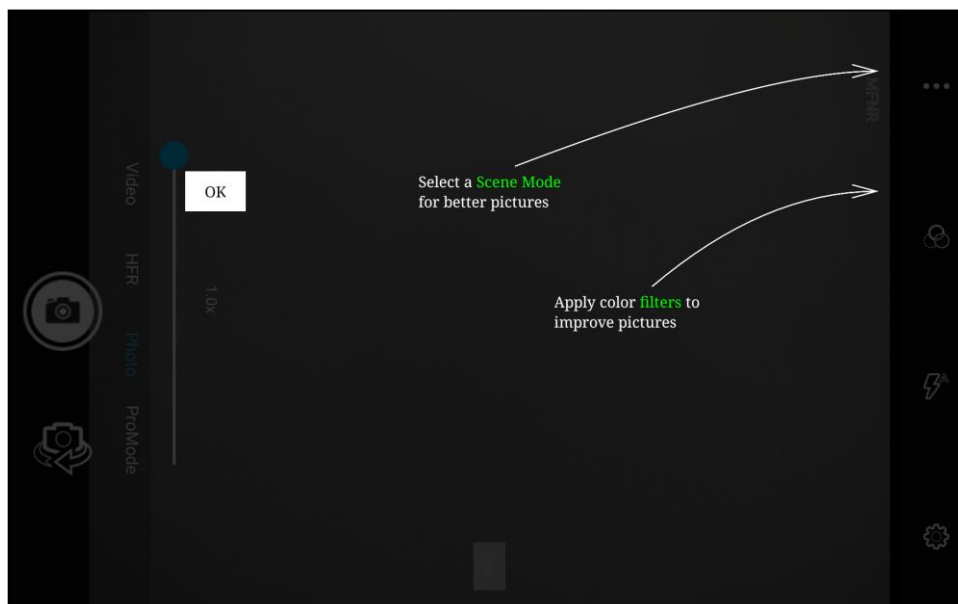 MFNR
Select a Scene Mode
for better pictures
OK
Video
HFR
Photo
ProMode
1.0x
Apply color filters to
improve pictures
A